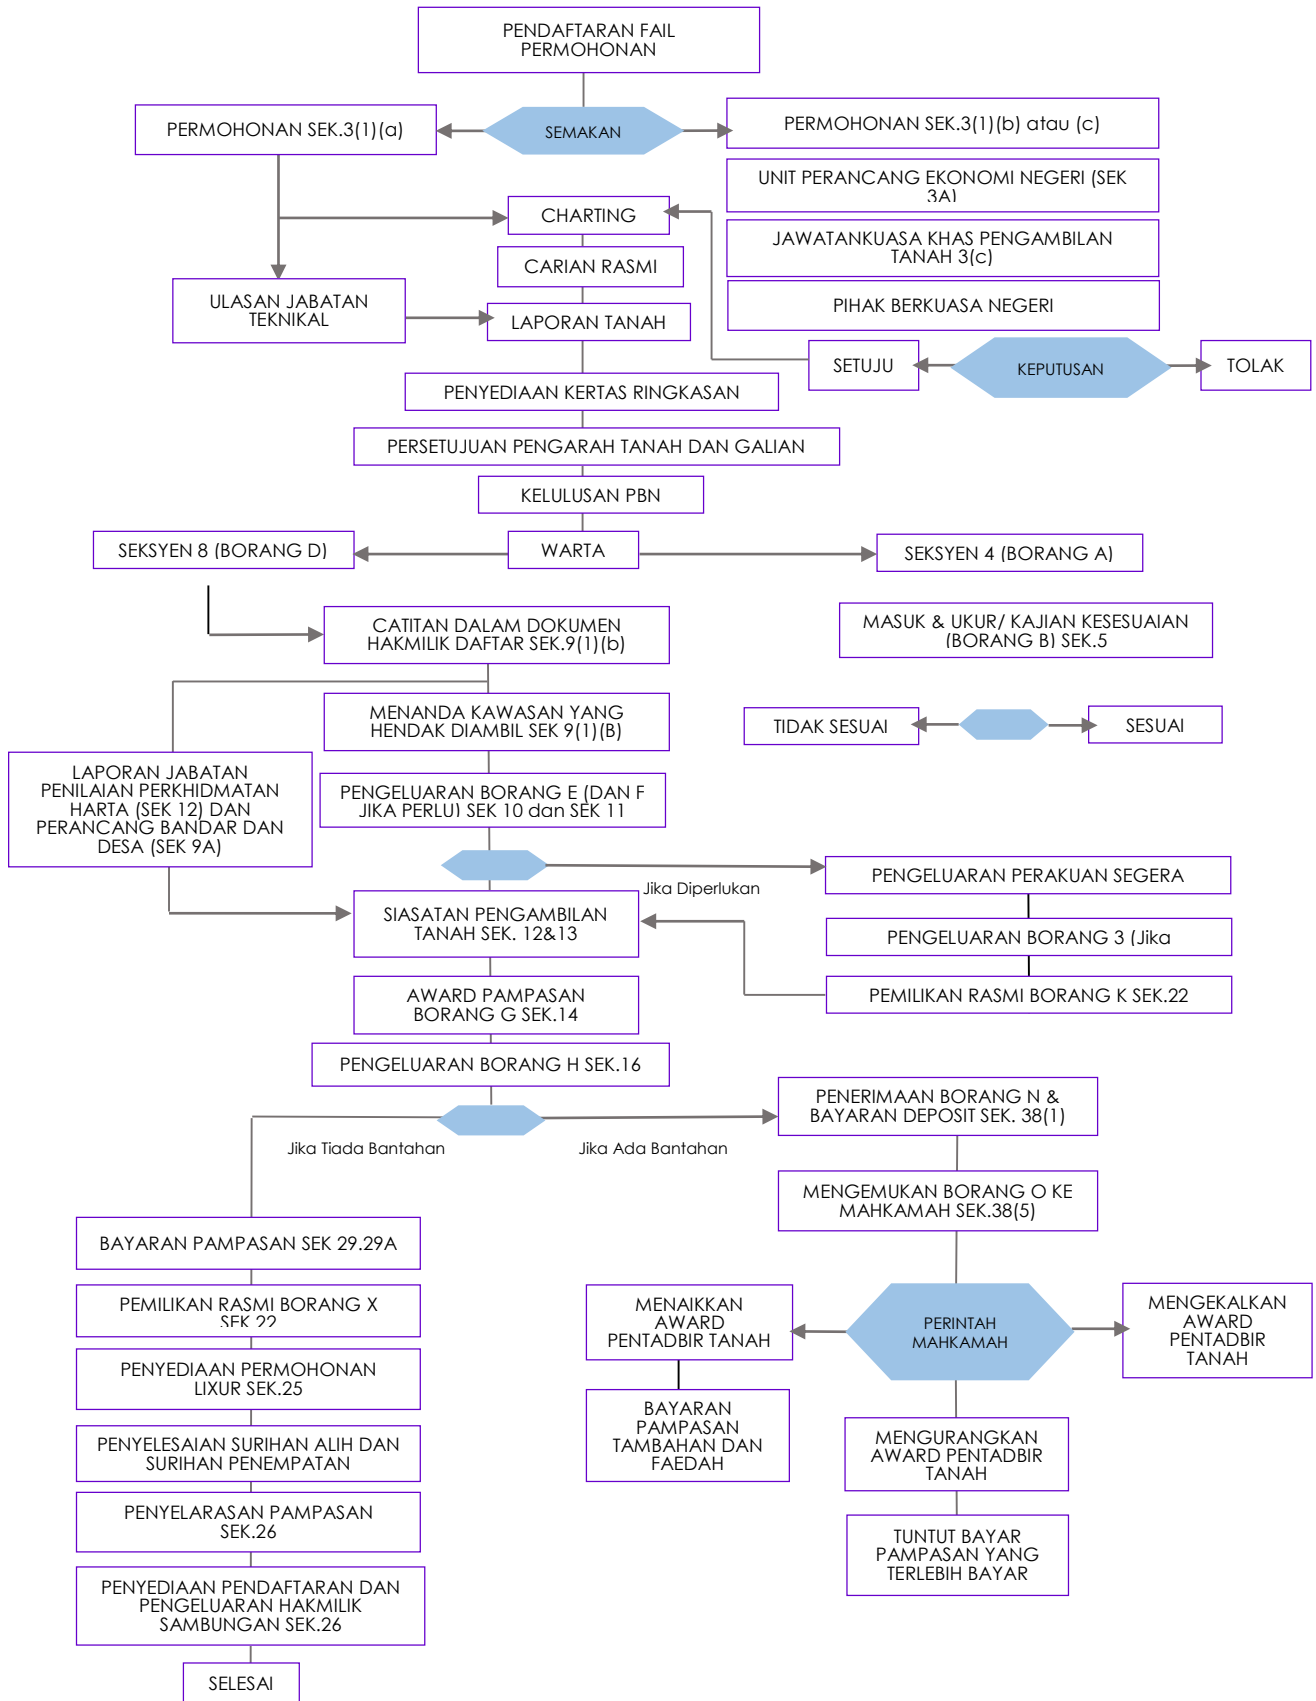 PENDAFTARAN FAIL
PERMOHONAN
PERMOHONAN SEK.3(1)(a)
SEMAKAN
PERMOHONAN SEK.3(1)(b) atau (c)
UNIT PERANCANG EKONOMI NEGERI (SEK
3A)
CHARTING
JAWATANKUASA KHAS PENGAMBILAN
TANAH 3(c)
CARIAN RASMI
ULASAN JABATAN
TEKNIKAL
LAPORAN TANAH
PIHAK BERKUASA NEGERI
SETUJU
KEPUTUSAN
TOLAK
PENYEDIAAN KERTAS RINGKASAN
PERSETUJUAN PENGARAH TANAH DAN GALIAN
KELULUSAN PBN
SEKSYEN 8 (BORANG D)
WARTA
SEKSYEN 4 (BORANG A)
CATITAN DALAM DOKUMEN
HAKMILIK DAFTAR SEK.9(1)(b)
MASUK & UKUR/ KAJIAN KESESUAIAN
(BORANG B) SEK.5
MENANDA KAWASAN YANG
HENDAK DIAMBIL SEK 9(1)(B)
TIDAK SESUAI
SESUAI
LAPORAN JABATAN
PENILAIAN PERKHIDMATAN
HARTA (SEK 12) DAN
PERANCANG BANDAR DAN
DESA (SEK 9A)
PENGELUARAN BORANG E (DAN F
JIKA PERLU) SEK 10 dan SEK 11
Jika Diperlukan
PENGELUARAN PERAKUAN SEGERA
SIASATAN PENGAMBILAN
TANAH SEK. 12&13
PENGELUARAN BORANG 3 (Jika
AWARD PAMPASAN
BORANG G SEK.14
PEMILIKAN RASMI BORANG K SEK.22
PENGELUARAN BORANG H SEK.16
Jika Tiada Bantahan
Jika Ada Bantahan
PENERIMAAN BORANG N &
BAYARAN DEPOSIT SEK. 38(1)
MENGEMUKAN BORANG O KE
MAHKAMAH SEK.38(5)
BAYARAN PAMPASAN SEK 29.29A
PEMILIKAN RASMI BORANG X
SEK.22
PENYEDIAAN PERMOHONAN
LIXUR SEK.25
PENYELESAIAN SURIHAN ALIH DAN
SURIHAN PENEMPATAN
PENYELARASAN PAMPASAN
SEK.26
PENYEDIAAN PENDAFTARAN DAN
PENGELUARAN HAKMILIK
SAMBUNGAN SEK.26
SELESAI
MENAIKKAN
AWARD
PENTADBIR TANAH
PERINTAH
MAHKAMAH
MENGEKALKAN
AWARD
PENTADBIR
TANAH
BAYARAN
PAMPASAN
TAMBAHAN DAN
FAEDAH
MENGURANGKAN
AWARD PENTADBIR
TANAH
TUNTUT BAYAR
PAMPASAN YANG
TERLEBIH BAYAR